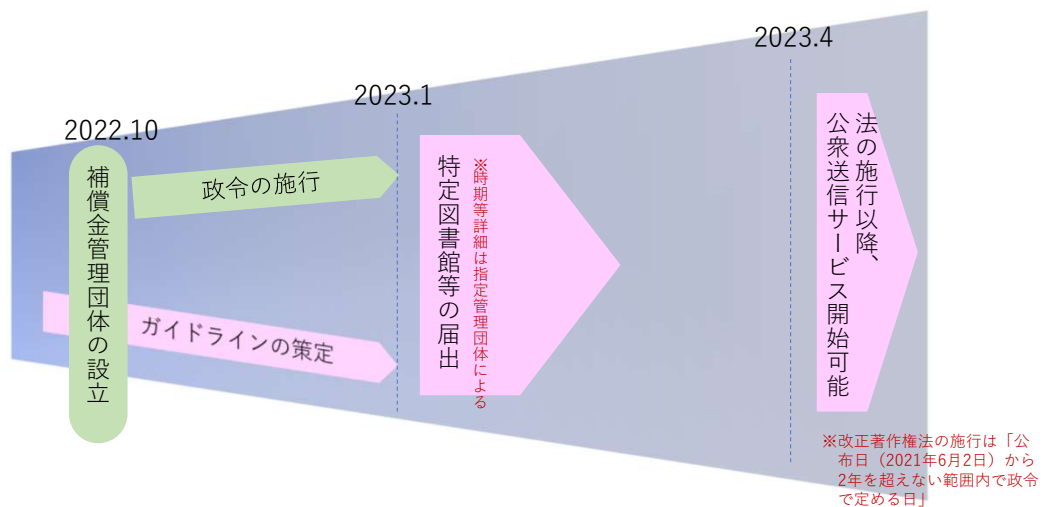 2022.10
補償金管理団体の設立
政令の施行
ガイドラインの策定
2023.1
特定図書館等の届出
※時期等詳細は指定管理団体による
2023.4
法の施行以降、
公衆送信サービス開始可能
※改正著作権法の施行は「公
布日（2021年6月2日）から
2年を超えない範囲内で政令
で定める日」